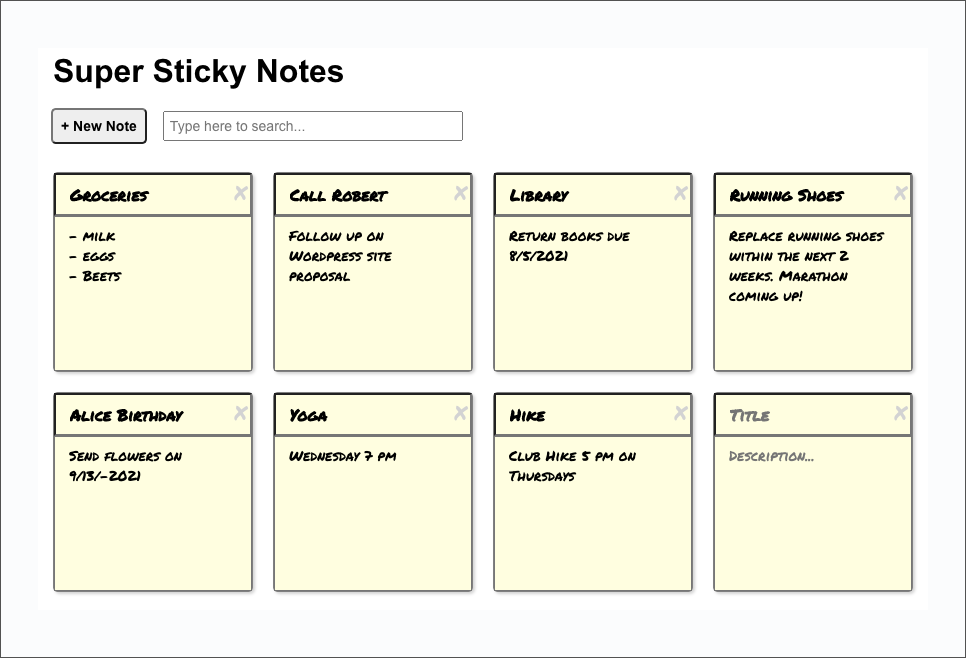 Super Sticky Notes
+ New Note
Type here to search...
Groceries
- milk
- eggs
- Beets
Call Robert
Follow up on
Wordpress site
proposal
Library
Return books due
8/5/2021
Running Shoes
Replace running shoes
within the next 2
weeks. Marathon
coming up!
Alice Birthday
Send flowers on
9/13/-2021
Yoga
Wednesday 7 pm
Hike
Club Hike 5 pm on
Thursdays
Title
Description...